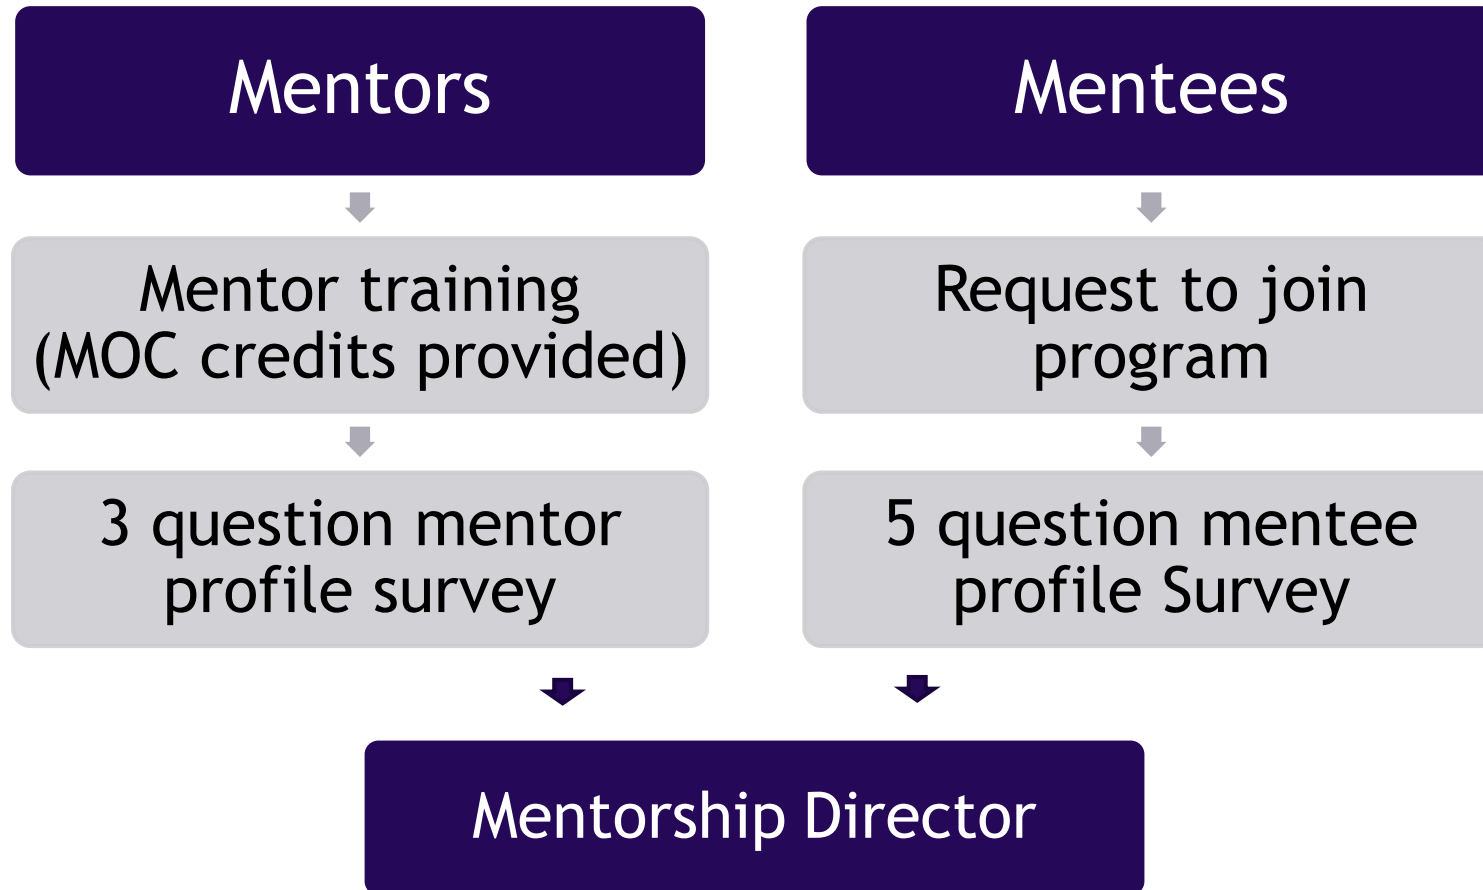 Mentors
Mentees
Mentor training
(MOC credits provided)
Request to join
program
3 question mentor
profile survey
5 question mentee
profile Survey
Mentorship Director